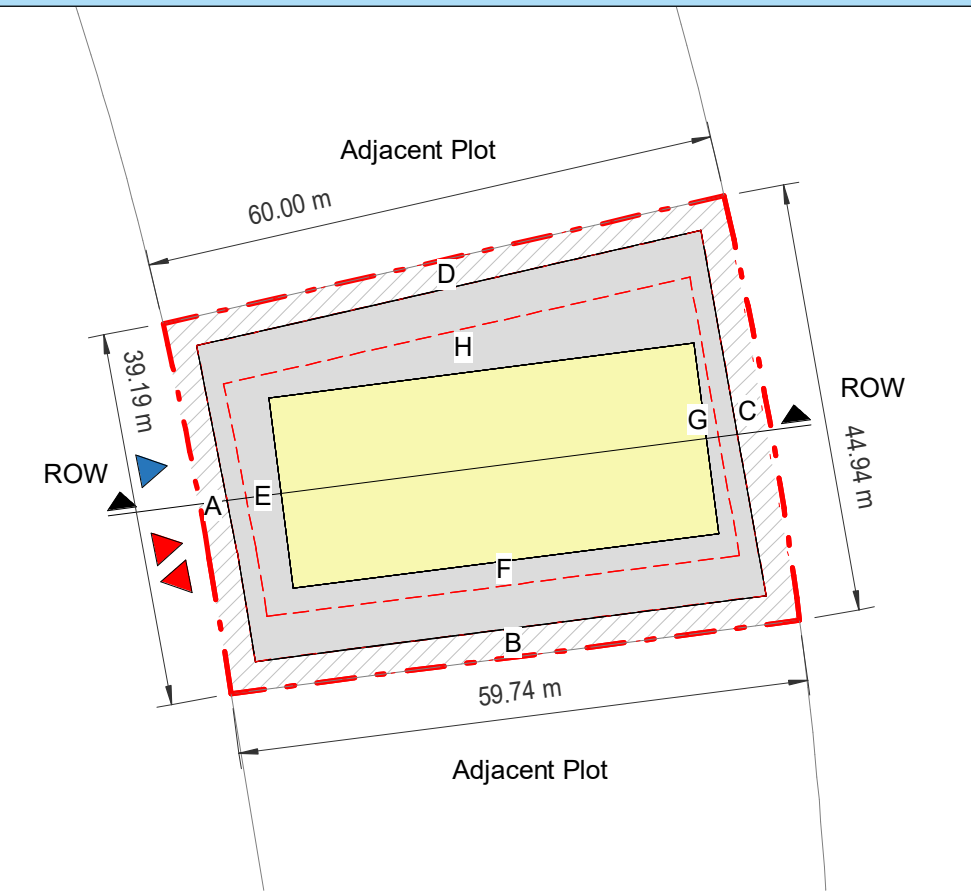 Adjacent Plot
60.00 m
D
39.19 m
H
ROW
C
G
44.94 m
ROW
E
A
F
B
59.74 m
Adjacent Plot